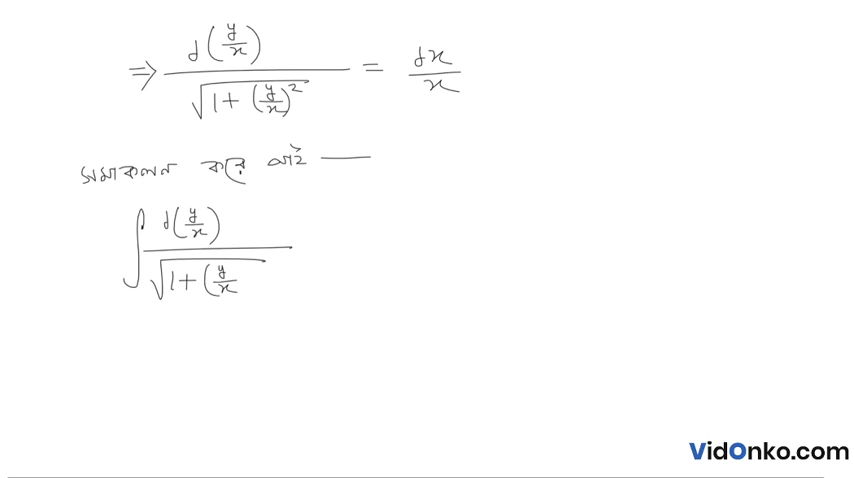 ⇒ d(y/x) / √(1 + (y/x)²) = dx/x
সমাকলন করে পাই —
∫ d(y/x) / √(1 + (y/x
VidOnko.com